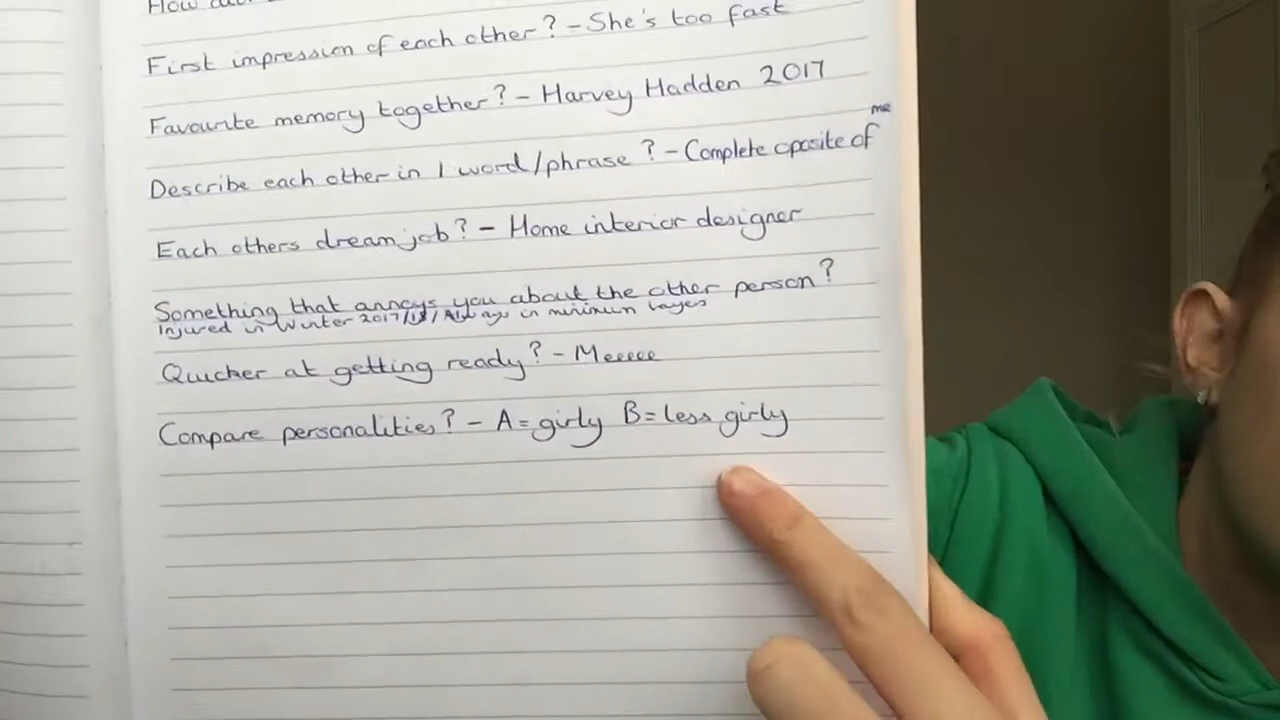 How
First impression of each other? - She's too fast
Favourite memory together? - Harvey Hadden 2017
me
Describe each other in 1 word/phrase? - Complete oposite of
Each others dream job? - Home interior designer
Something that annoys you about the other person?
Injured in Winter 2017/18/ Always in minimum layers
Quicker at getting ready? - Meeeee
Compare personalities? - A = girly B = less girly